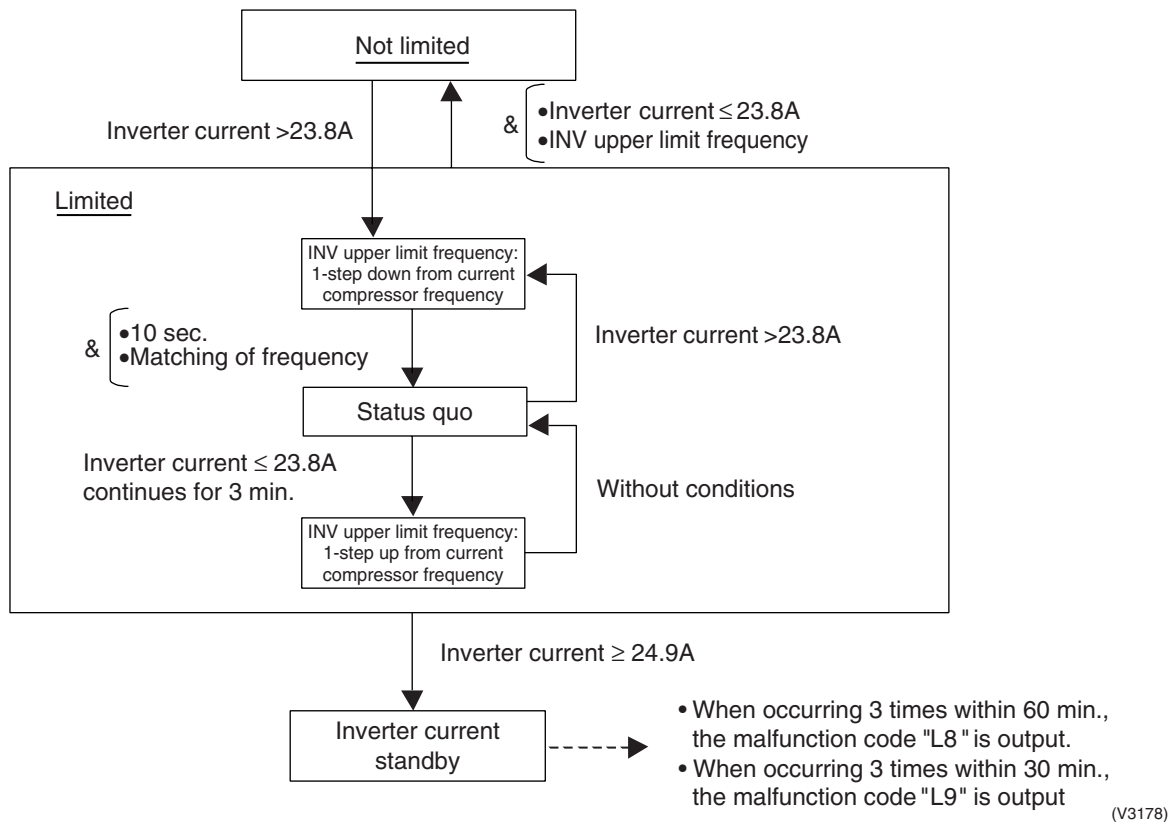 Not limited
Inverter current >23.8A
&
•Inverter current ≤ 23.8A
•INV upper limit frequency
Limited
INV upper limit frequency:
1-step down from current
compressor frequency
&
•10 sec.
•Matching of frequency
Inverter current >23.8A
Status quo
Inverter current ≤ 23.8A
continues for 3 min.
Without conditions
INV upper limit frequency:
1-step up from current
compressor frequency
Inverter current ≥ 24.9A
Inverter current
standby
• When occurring 3 times within 60 min.,
the malfunction code "L8" is output.
• When occurring 3 times within 30 min.,
the malfunction code "L9" is output
(V3178)